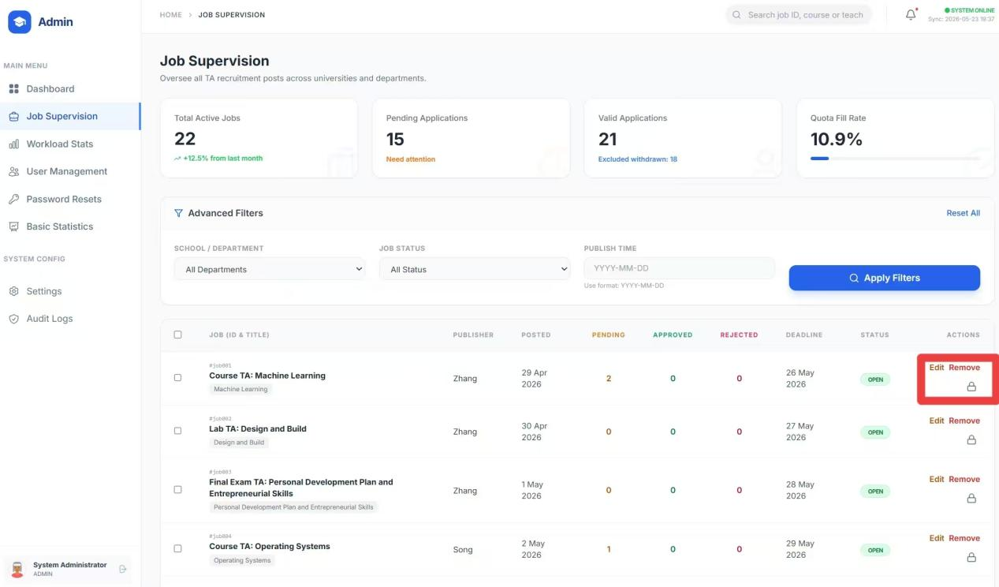 Admin
HOME > JOB SUPERVISION
Search job ID, course or teach
SYSTEM ONLINE
Sync: 2026-05-23 19:37
MAIN MENU
Dashboard
Job Supervision
Workload Stats
User Management
Password Resets
Basic Statistics
SYSTEM CONFIG
Settings
Audit Logs
System Administrator
ADMIN
Job Supervision
Oversee all TA recruitment posts across universities and departments.
Total Active Jobs
22
+12.5% from last month
Pending Applications
15
Need attention
Valid Applications
21
Excluded withdrawn: 18
Quota Fill Rate
10.9%
Advanced Filters
Reset All
SCHOOL / DEPARTMENT
All Departments
JOB STATUS
All Status
PUBLISH TIME
YYYY-MM-DD
Use format: YYYY-MM-DD
Apply Filters
JOB (ID & TITLE) PUBLISHER POSTED PENDING APPROVED REJECTED DEADLINE STATUS ACTIONS
#job001
Course TA: Machine Learning
Machine Learning
Zhang
29 Apr
2026
2
0
0
26 May
2026
OPEN
Edit Remove
#job002
Lab TA: Design and Build
Design and Build
Zhang
30 Apr
2026
0
0
0
27 May
2026
OPEN
Edit Remove
#job003
Final Exam TA: Personal Development Plan and
Entrepreneurial Skills
Personal Development Plan and Entrepreneurial Skills
Zhang
1 May
2026
0
0
0
28 May
2026
OPEN
Edit Remove
#job004
Course TA: Operating Systems
Operating Systems
Song
2 May
2026
1
0
0
29 May
2026
OPEN
Edit Remove